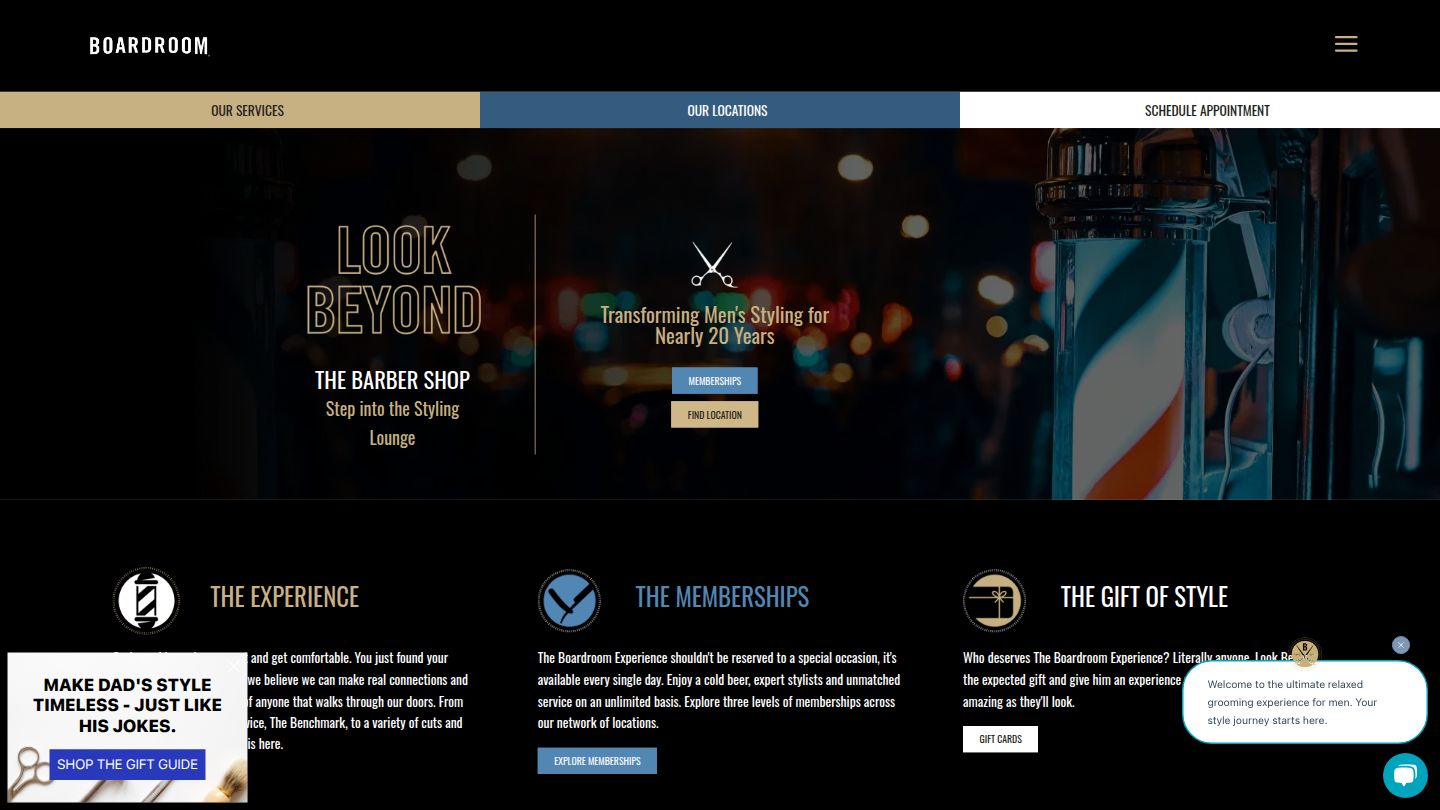 BOARDROOM
OUR SERVICES
OUR LOCATIONS
SCHEDULE APPOINTMENT
LOOK
BEYOND
THE BARBER SHOP
Step into the Styling
Lounge
Transforming Men's Styling for
Nearly 20 Years
MEMBERSHIPS
FIND LOCATION
THE EXPERIENCE
and get comfortable. You just found your
we believe we can make real connections and
of anyone that walks through our doors. From
vice, The Benchmark, to a variety of cuts and
is here.
THE MEMBERSHIPS
The Boardroom Experience shouldn't be reserved to a special occasion, it's
available every single day. Enjoy a cold beer, expert stylists and unmatched
service on an unlimited basis. Explore three levels of memberships across
our network of locations.
EXPLORE MEMBERSHIPS
THE GIFT OF STYLE
Who deserves The Boardroom Experience? Literally anyone. Look Be
the expected gift and give him an experience
amazing as they'll look.
GIFT CARDS
MAKE DAD'S STYLE
TIMELESS - JUST LIKE
HIS JOKES.
SHOP THE GIFT GUIDE
B
Welcome to the ultimate relaxed
grooming experience for men. Your
style journey starts here.